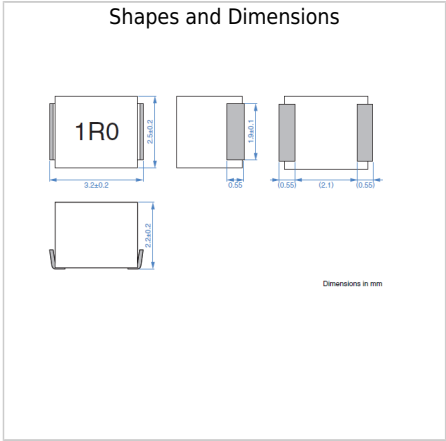 Shapes and Dimensions
1R0
2.5±0.2
3.2±0.2
1.9±0.1
0.55
(0.55)
(2.1)
(0.55)
2.2±0.2
Dimensions in mm